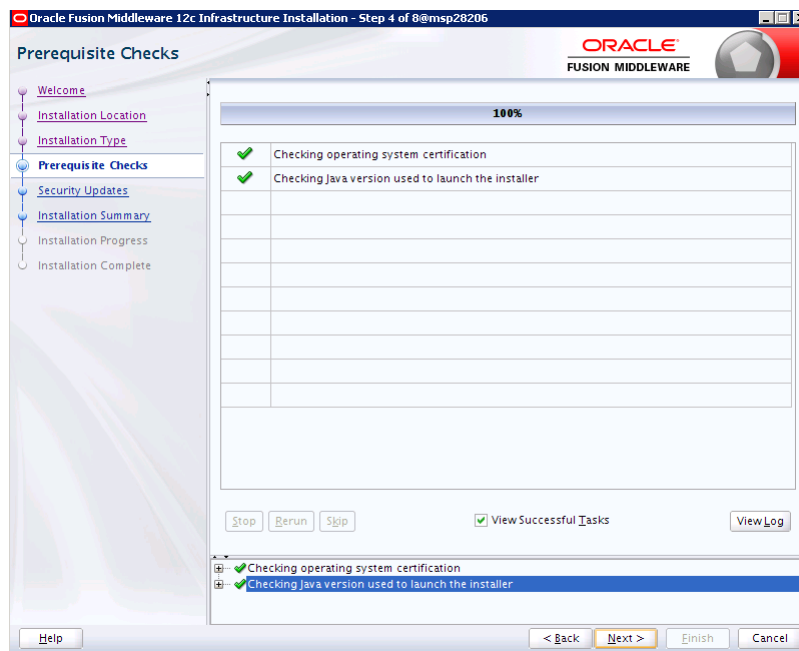 Oracle Fusion Middleware 12c Infrastructure Installation - Step 4 of 8@msp28206
Prerequisite Checks
ORACLE
FUSION MIDDLEWARE
Welcome
Installation Location
Installation Type
Prerequisite Checks
Security Updates
Installation Summary
Installation Progress
Installation Complete
100%
Checking operating system certification
Checking Java version used to launch the installer
Stop Rerun Skip View Successful Tasks View Log
Checking operating system certification
Checking Java version used to launch the installer
Help < Back Next > Finish Cancel